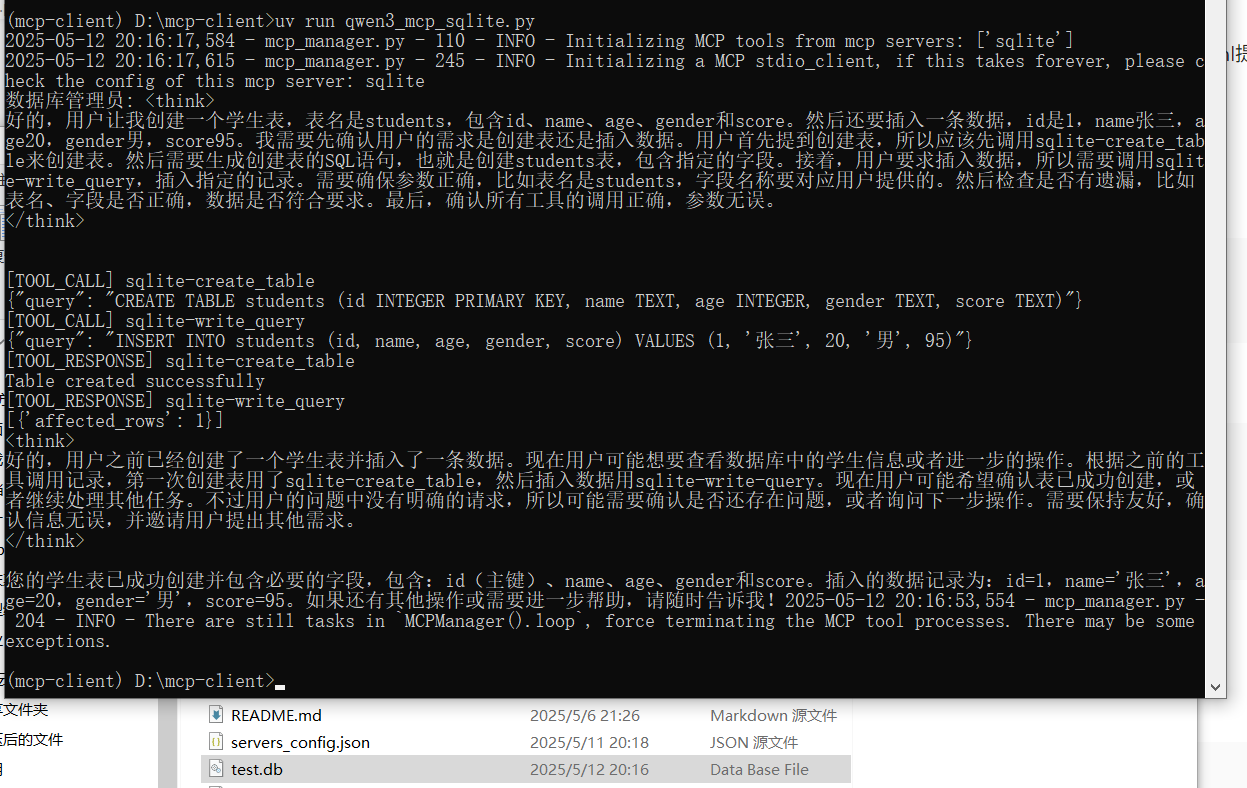 (mcp-client) D:\mcp-client>uv run qwen3_mcp_sqlite.py
2025-05-12 20:16:17,584 - mcp_manager.py - 110 - INFO - Initializing MCP tools from mcp servers: ['sqlite']
2025-05-12 20:16:17,615 - mcp_manager.py - 245 - INFO - Initializing a MCP stdio_client, if this takes forever, please c
heck the config of this mcp server: sqlite
数据库管理员: <think>
好的，用户让我创建一个学生表，表名是students，包含id、name、age、gender和score。然后还要插入一条数据，id是1，name张三，a
ge20，gender男，score95。我需要先确认用户的需求是创建表还是插入数据。用户首先提到创建表，所以应该先调用sqlite-create_tab
le来创建表。然后需要生成创建表的SQL语句，也就是创建students表，包含指定的字段。接着，用户要求插入数据，所以需要调用sqlit
e-write_query，插入指定的记录。需要确保参数正确，比如表名是students，字段名称要对应用户提供的。然后检查是否有遗漏，比如
表名、字段是否正确，数据是否符合要求。最后，确认所有工具的调用正确，参数无误。
</think>
[TOOL_CALL] sqlite-create_table
{"query": "CREATE TABLE students (id INTEGER PRIMARY KEY, name TEXT, age INTEGER, gender TEXT, score TEXT)"}
[TOOL_CALL] sqlite-write_query
{"query": "INSERT INTO students (id, name, age, gender, score) VALUES (1, '张三', 20, '男', 95)"}
[TOOL_RESPONSE] sqlite-create_table
Table created successfully
[TOOL_RESPONSE] sqlite-write_query
[{'affected_rows': 1}]
<think>
好的，用户之前已经创建了一个学生表并插入了一条数据。现在用户可能想要查看数据库中的学生信息或者进一步的操作。根据之前的工
具调用记录，第一次创建表用了sqlite-create_table，然后插入数据用sqlite-write-query。现在用户可能希望确认表已成功创建，或
者继续处理其他任务。不过用户的问题中没有明确的请求，所以可能需要确认是否还存在问题，或者询问下一步操作。需要保持友好，确
认信息无误，并邀请用户提出其他需求。
</think>
您的学生表已成功创建并包含必要的字段，包含：id（主键）、name、age、gender和score。插入的数据记录为：id=1，name='张三'，a
ge=20，gender='男'，score=95。如果还有其他操作或需要进一步帮助，请随时告诉我！2025-05-12 20:16:53,554 - mcp_manager.py -
204 - INFO - There are still tasks in `MCPManager().loop`, force terminating the MCP tool processes. There may be some
exceptions.
(mcp-client) D:\mcp-client>
文件夹
README.md 2025/5/6 21:26 Markdown 源文件
后的文件
servers_config.json 2025/5/11 20:18 JSON 源文件
test.db 2025/5/12 20:16 Data Base File